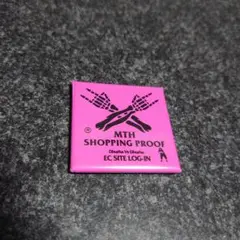 ®
MTH
SHOPPING PROOF
EC SITE LOG-IN